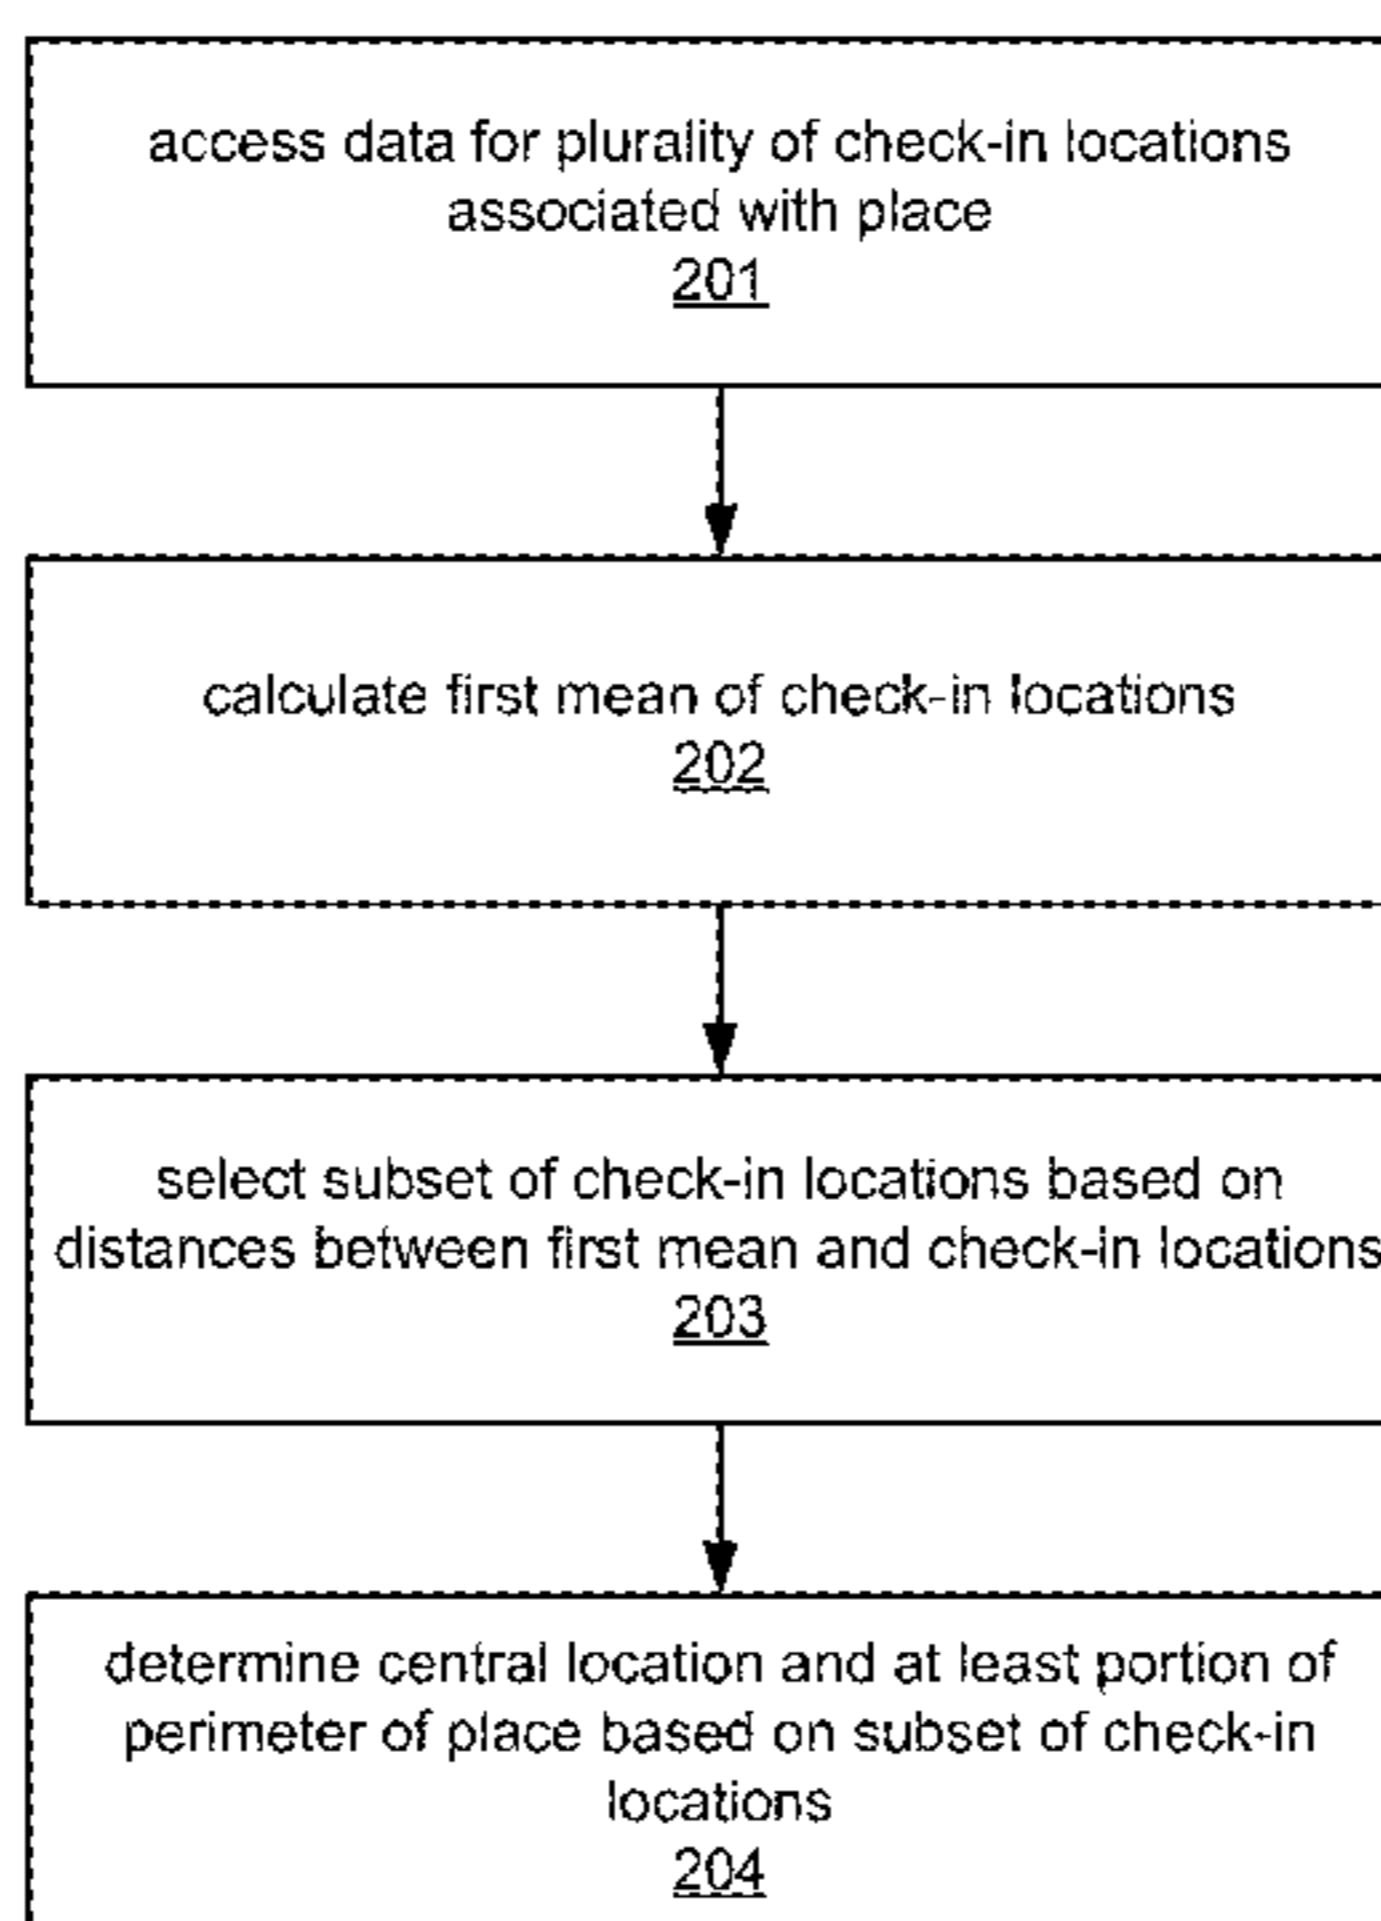 access data for plurality of check-in locations
associated with place
201
calculate first mean of check-in locations
202
select subset of check-in locations based on
distances between first mean and check-in locations
203
determine central location and at least portion of
perimeter of place based on subset of check-in
locations
204